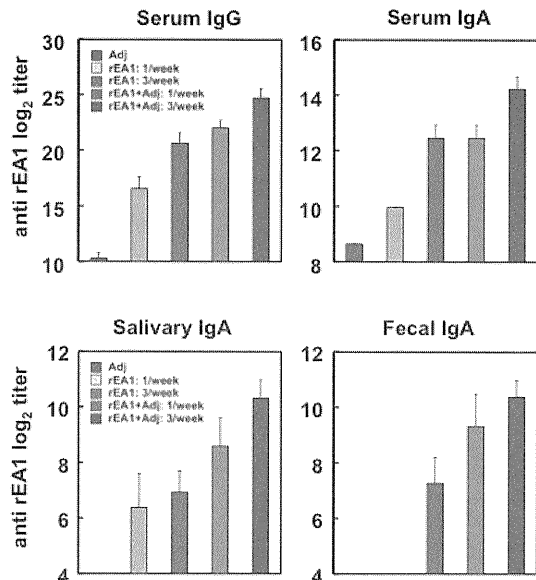 Serum IgG
Serum IgA
anti rEA1 log2 titer
30
25
20
15
10
Adj
rEA1: 1/week
rEA1: 3/week
rEA1+Adj: 1/week
rEA1+Adj: 3/week
16
14
12
10
8
Salivary IgA
Fecal IgA
anti rEA1 log2 titer
12
10
8
6
4
Adj
rEA1: 1/week
rEA1: 3/week
rEA1+Adj: 1/week
rEA1+Adj: 3/week
12
10
8
6
4